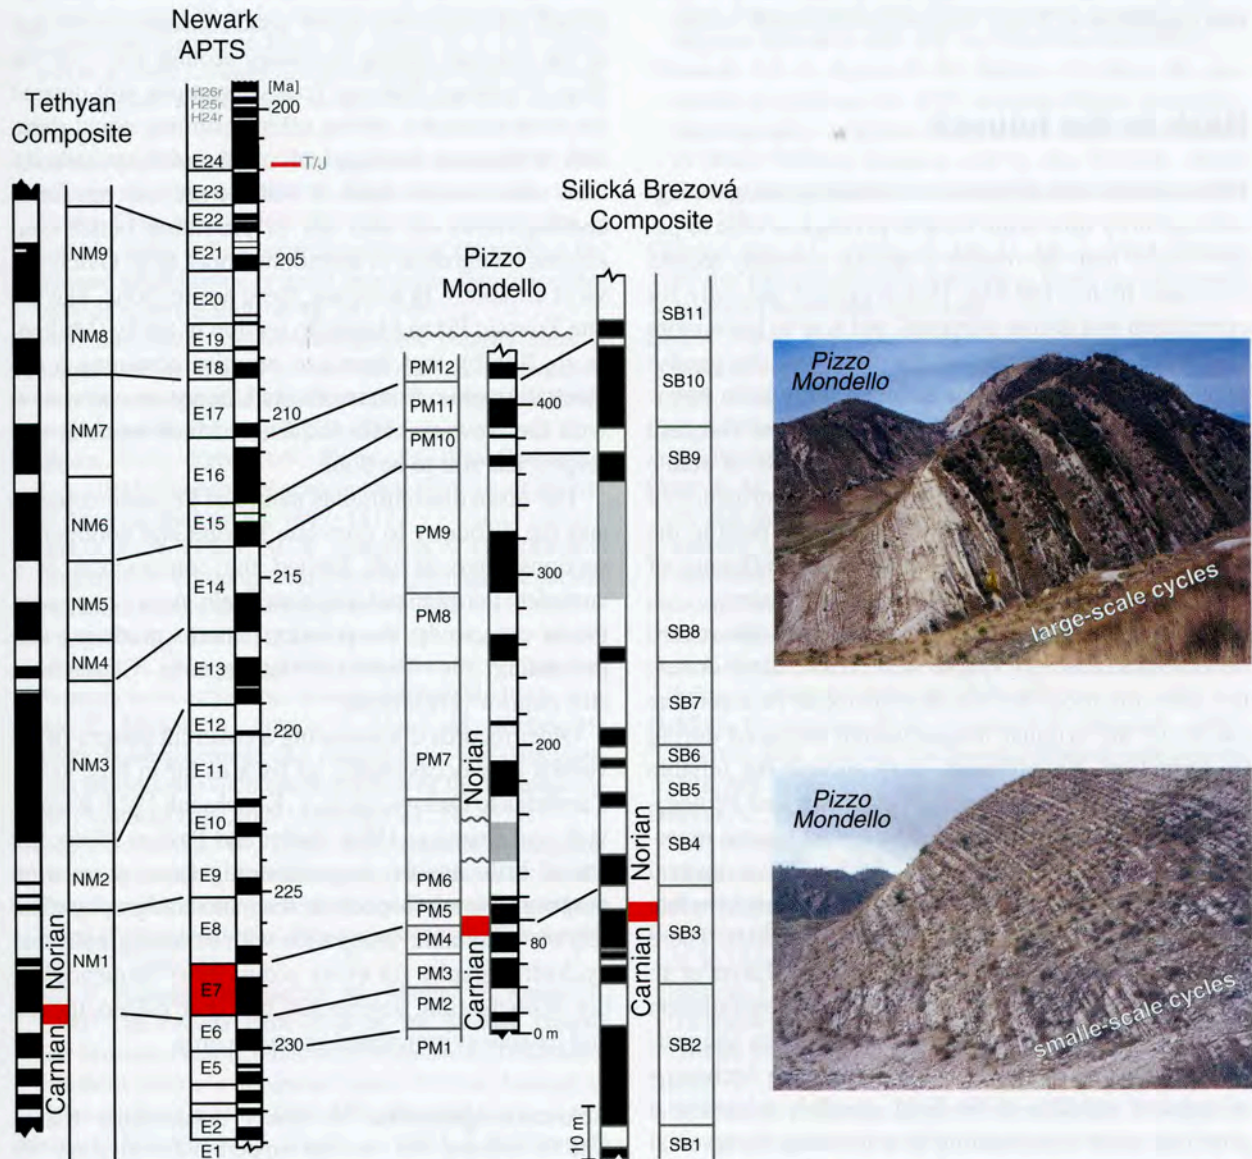 Newark
APTS
Tethyan
Composite
H26r
H25r
H24r
[Ma]
200
T/J
205
210
215
220
225
230
E24
E23
E22
E21
E20
E19
E18
E17
E16
E15
E14
E13
E12
E11
E10
E9
E8
E7
E6
E5
E2
E1
NM9
NM8
NM7
NM6
NM5
NM4
NM3
NM2
NM1
Norian
Carnian
Pizzo
Mondello
PM12
PM11
PM10
PM9
PM8
PM7
PM6
PM5
PM4
PM3
PM2
PM1
400
300
200
80
0 m
Norian
Carnian
Silická Brezová
Composite
SB11
SB10
SB9
SB8
SB7
SB6
SB5
SB4
SB3
SB2
SB1
Norian
Carnian
10 m
Pizzo
Mondello
large-scale cycles
Pizzo
Mondello
smalle-scale cycles